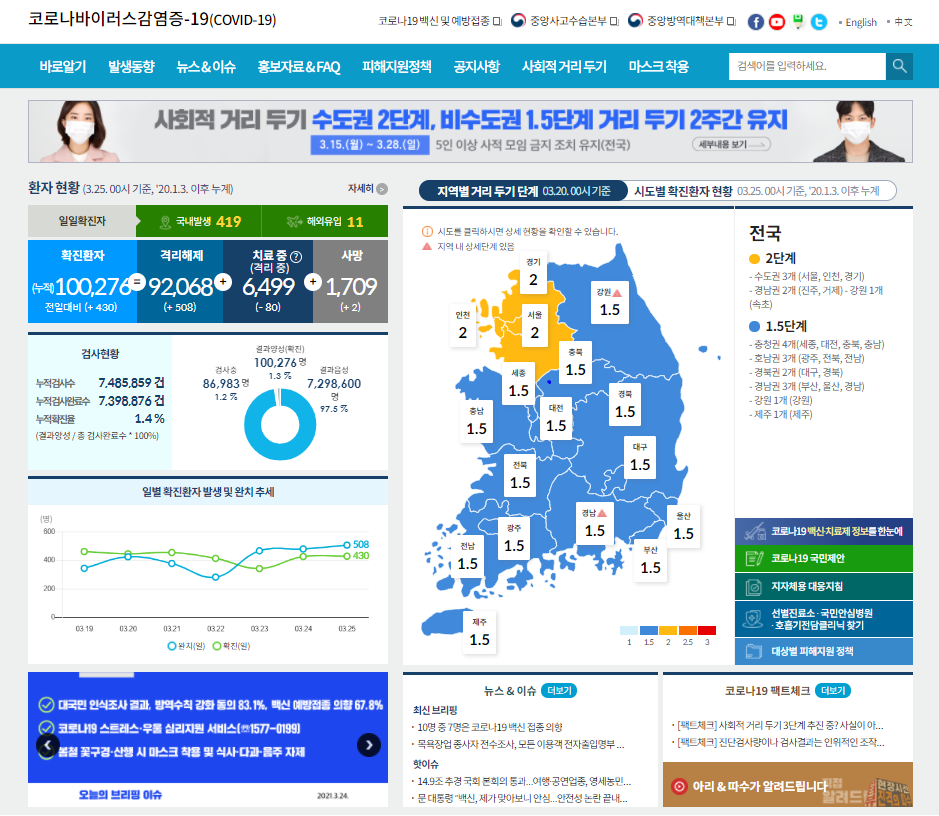 코로나바이러스감염증-19(COVID-19)
코로나19 백신 및 예방접종
중앙사고수습본부
중앙방역대책본부
English
中文
바로알기
발생동향
뉴스 & 이슈
홍보자료 & FAQ
피해지원정책
공지사항
사회적 거리 두기
마스크 착용
검색어를 입력하세요.
사회적 거리 두기 수도권 2단계, 비수도권 1.5단계 거리 두기 2주간 유지
3.15.(월) ~ 3.28.(일) 5인 이상 사적 모임 금지 조치 유지(전국)
세부내용 보기
환자 현황 (3.25. 00시 기준, '20.1.3. 이후 누계)
자세히
일일확진자
국내발생 419
해외유입 11
확진환자
(누적)100,276
전일대비 (+ 430)
=
격리해제
92,068
(+ 508)
+
치료 중 ?
(격리 중)
6,499
(- 80)
+
사망
1,709
(+ 2)
검사현황
누적검사수 7,485,859 건
누적검사완료수 7,398,876 건
누적확진율 1.4 %
(결과양성 / 총 검사완료수 * 100%)
결과양성(확진)
100,276 명
1.3 %
검사중
86,983 명
1.2 %
결과음성
7,298,600
명
97.5 %
일별 확진환자 발생 및 완치 추세
(명)
600
400
200
0
508
430
03.19 03.20 03.21 03.22 03.23 03.24 03.25
완치(일) 확진(일)
지역별 거리 두기 단계 03.20. 00시 기준
시도별 확진환자 현황 03.25. 00시 기준, '20.1.3. 이후 누계
시도를 클릭하시면 상세 현황을 확인할 수 있습니다.
지역 내 상세단계 있음
경기
2
강원
1.5
인천
2
서울
2
충북
1.5
세종
1.5
경북
1.5
충남
1.5
대전
1.5
대구
1.5
전북
1.5
경남
1.5
울산
1.5
광주
1.5
전남
1.5
부산
1.5
제주
1.5
1 1.5 2 2.5 3
전국
2단계
- 수도권 3개 (서울, 인천, 경기)
- 경남권 2개 (진주, 거제) - 강원 1개
(속초)
1.5단계
- 충청권 4개(세종, 대전, 충북, 충남)
- 호남권 3개 (광주, 전북, 전남)
- 경북권 2개 (대구, 경북)
- 경남권 3개 (부산, 울산, 경남)
- 강원 1개 (강원)
- 제주 1개 (제주)
코로나19 백신 치료제 정보를 한눈에
코로나19 국민제안
지자체용 대응지침
선별진료소 · 국민안심병원
· 호흡기전담클리닉 찾기
대상별 피해지원 정책
대국민 인식조사 결과, 방역수칙 강화 동의 83.1%, 백신 예방접종 의향 67.8%
코로나19 스트레스·우울 심리지원 서비스(☏1577-0199)
봄철 꽃구경·산행 시 마스크 착용 및 식사·다과·음주 자제
오늘의 브리핑 이슈
2021.3.24.
뉴스 & 이슈 더보기
최신 브리핑
· 10명 중 7명은 코로나19 백신 접종 의향
· 목욕장업 종사자 전수조사, 모든 이용객 전자출입명부 ...
핫이슈
· 14.9조 추경 국회 본회의 통과...여행·공연업종, 영세농민...
· 문 대통령 "백신, 제가 맞아보니 안심...안전성 논란 끝내...
코로나19 팩트체크 더보기
· [팩트체크] 사회적 거리 두기 3단계 추진 중? 사실이 아...
· [팩트체크] 진단검사량이나 검사결과는 인위적인 조작...
아리 & 따수가 알려드립니다